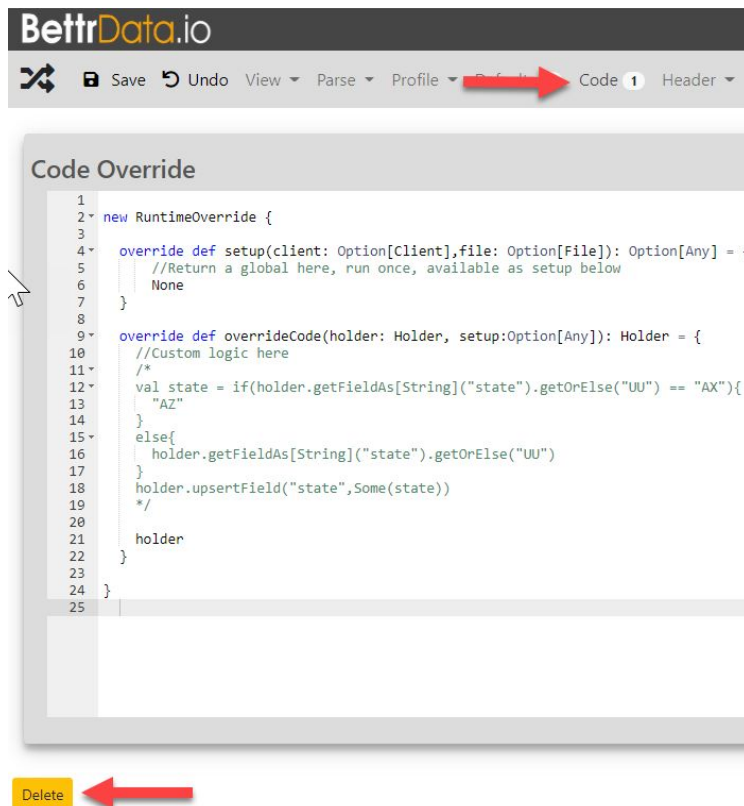 BettrData.io
Save Undo View Parse Profile Code 1 Header
Code Override
1
2 new RuntimeOverride {
3
4 override def setup(client: Option[Client],file: Option[File]): Option[Any] =
5 //Return a global here, run once, available as setup below
6 None
7 }
8
9 override def overrideCode(holder: Holder, setup:Option[Any]): Holder = {
10 //Custom logic here
11 /*
12 val state = if(holder.getFieldAs[String]("state").getOrElse("UU") == "AX"){
13 "AZ"
14 }
15 else{
16 holder.getFieldAs[String]("state").getOrElse("UU")
17 }
18 holder.upsertField("state",Some(state))
19 */
20
21 holder
22 }
23
24 }
25
Delete